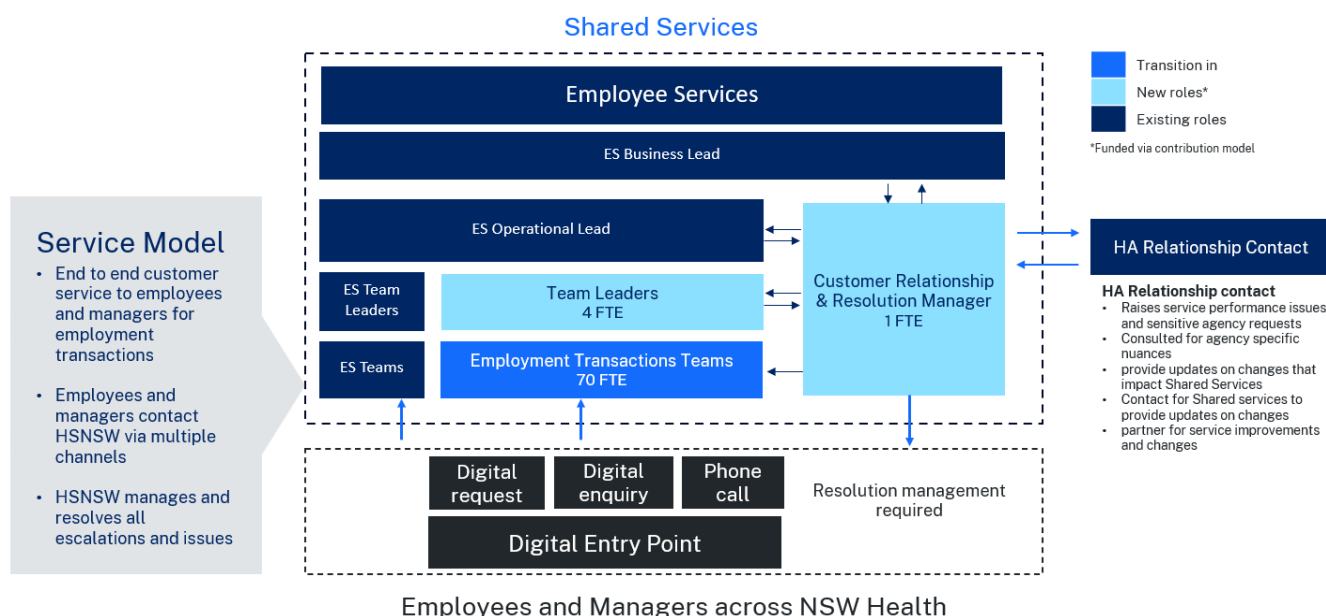 Shared Services
Employee Services
ES Business Lead
ES Operational Lead
ES Team
Leaders
Team Leaders
4 FTE
ES Teams
Employment Transactions Teams
70 FTE
Customer Relationship
& Resolution Manager
1 FTE
Transition in
New roles*
Existing roles
*Funded via contribution model
Service Model
• End to end customer
service to employees
and managers for
employment
transactions
• Employees and
managers contact
HSNSW via multiple
channels
• HSNSW manages and
resolves all
escalations and issues
HA Relationship Contact
HA Relationship contact
• Raises service performance issues
and sensitive agency requests
• Consulted for agency specific
nuances
• provide updates on changes that
impact Shared Services
• Contact for Shared services to
provide updates on changes
• partner for service improvements
and changes
Digital
request
Digital
enquiry
Phone
call
Resolution management
required
Digital Entry Point
Employees and Managers across NSW Health